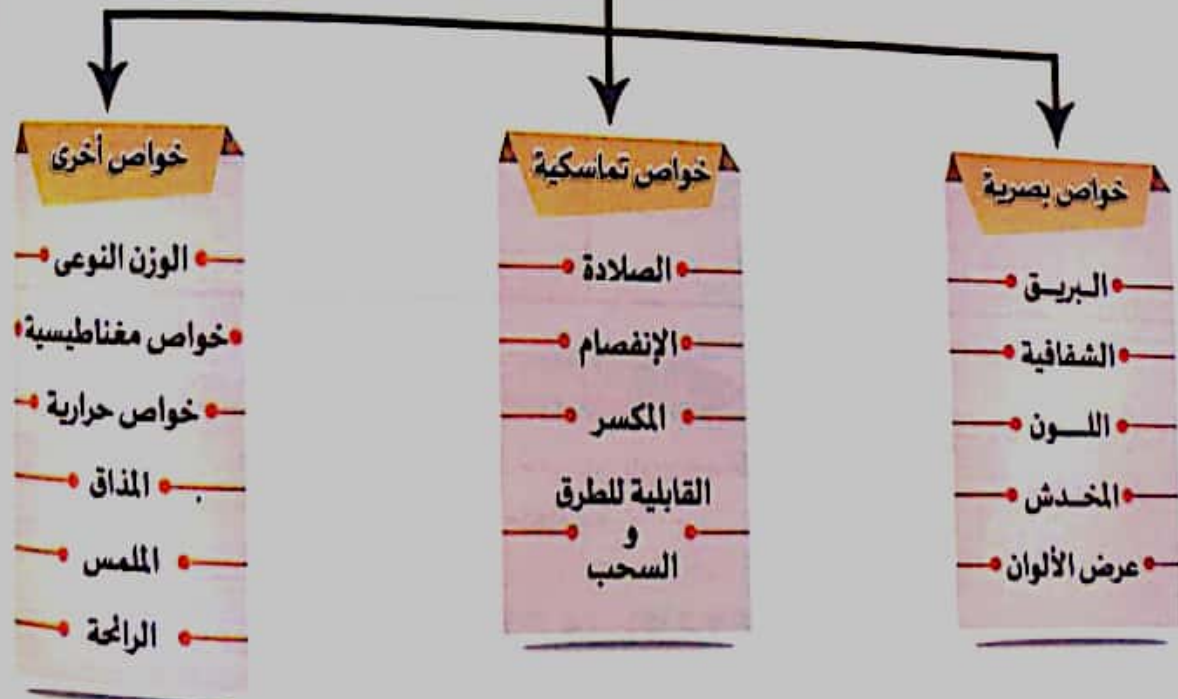 خواص بصرية
البريق
الشفافية
اللون
المخدش
عرض الألوان
خواص تماسكية
الصلادة
الإنفصام
المكسر
القابلية للطرق
و
السحب
خواص أخرى
الوزن النوعى
خواص مغناطيسية
خواص حرارية
المذاق
الملمس
الرائحة